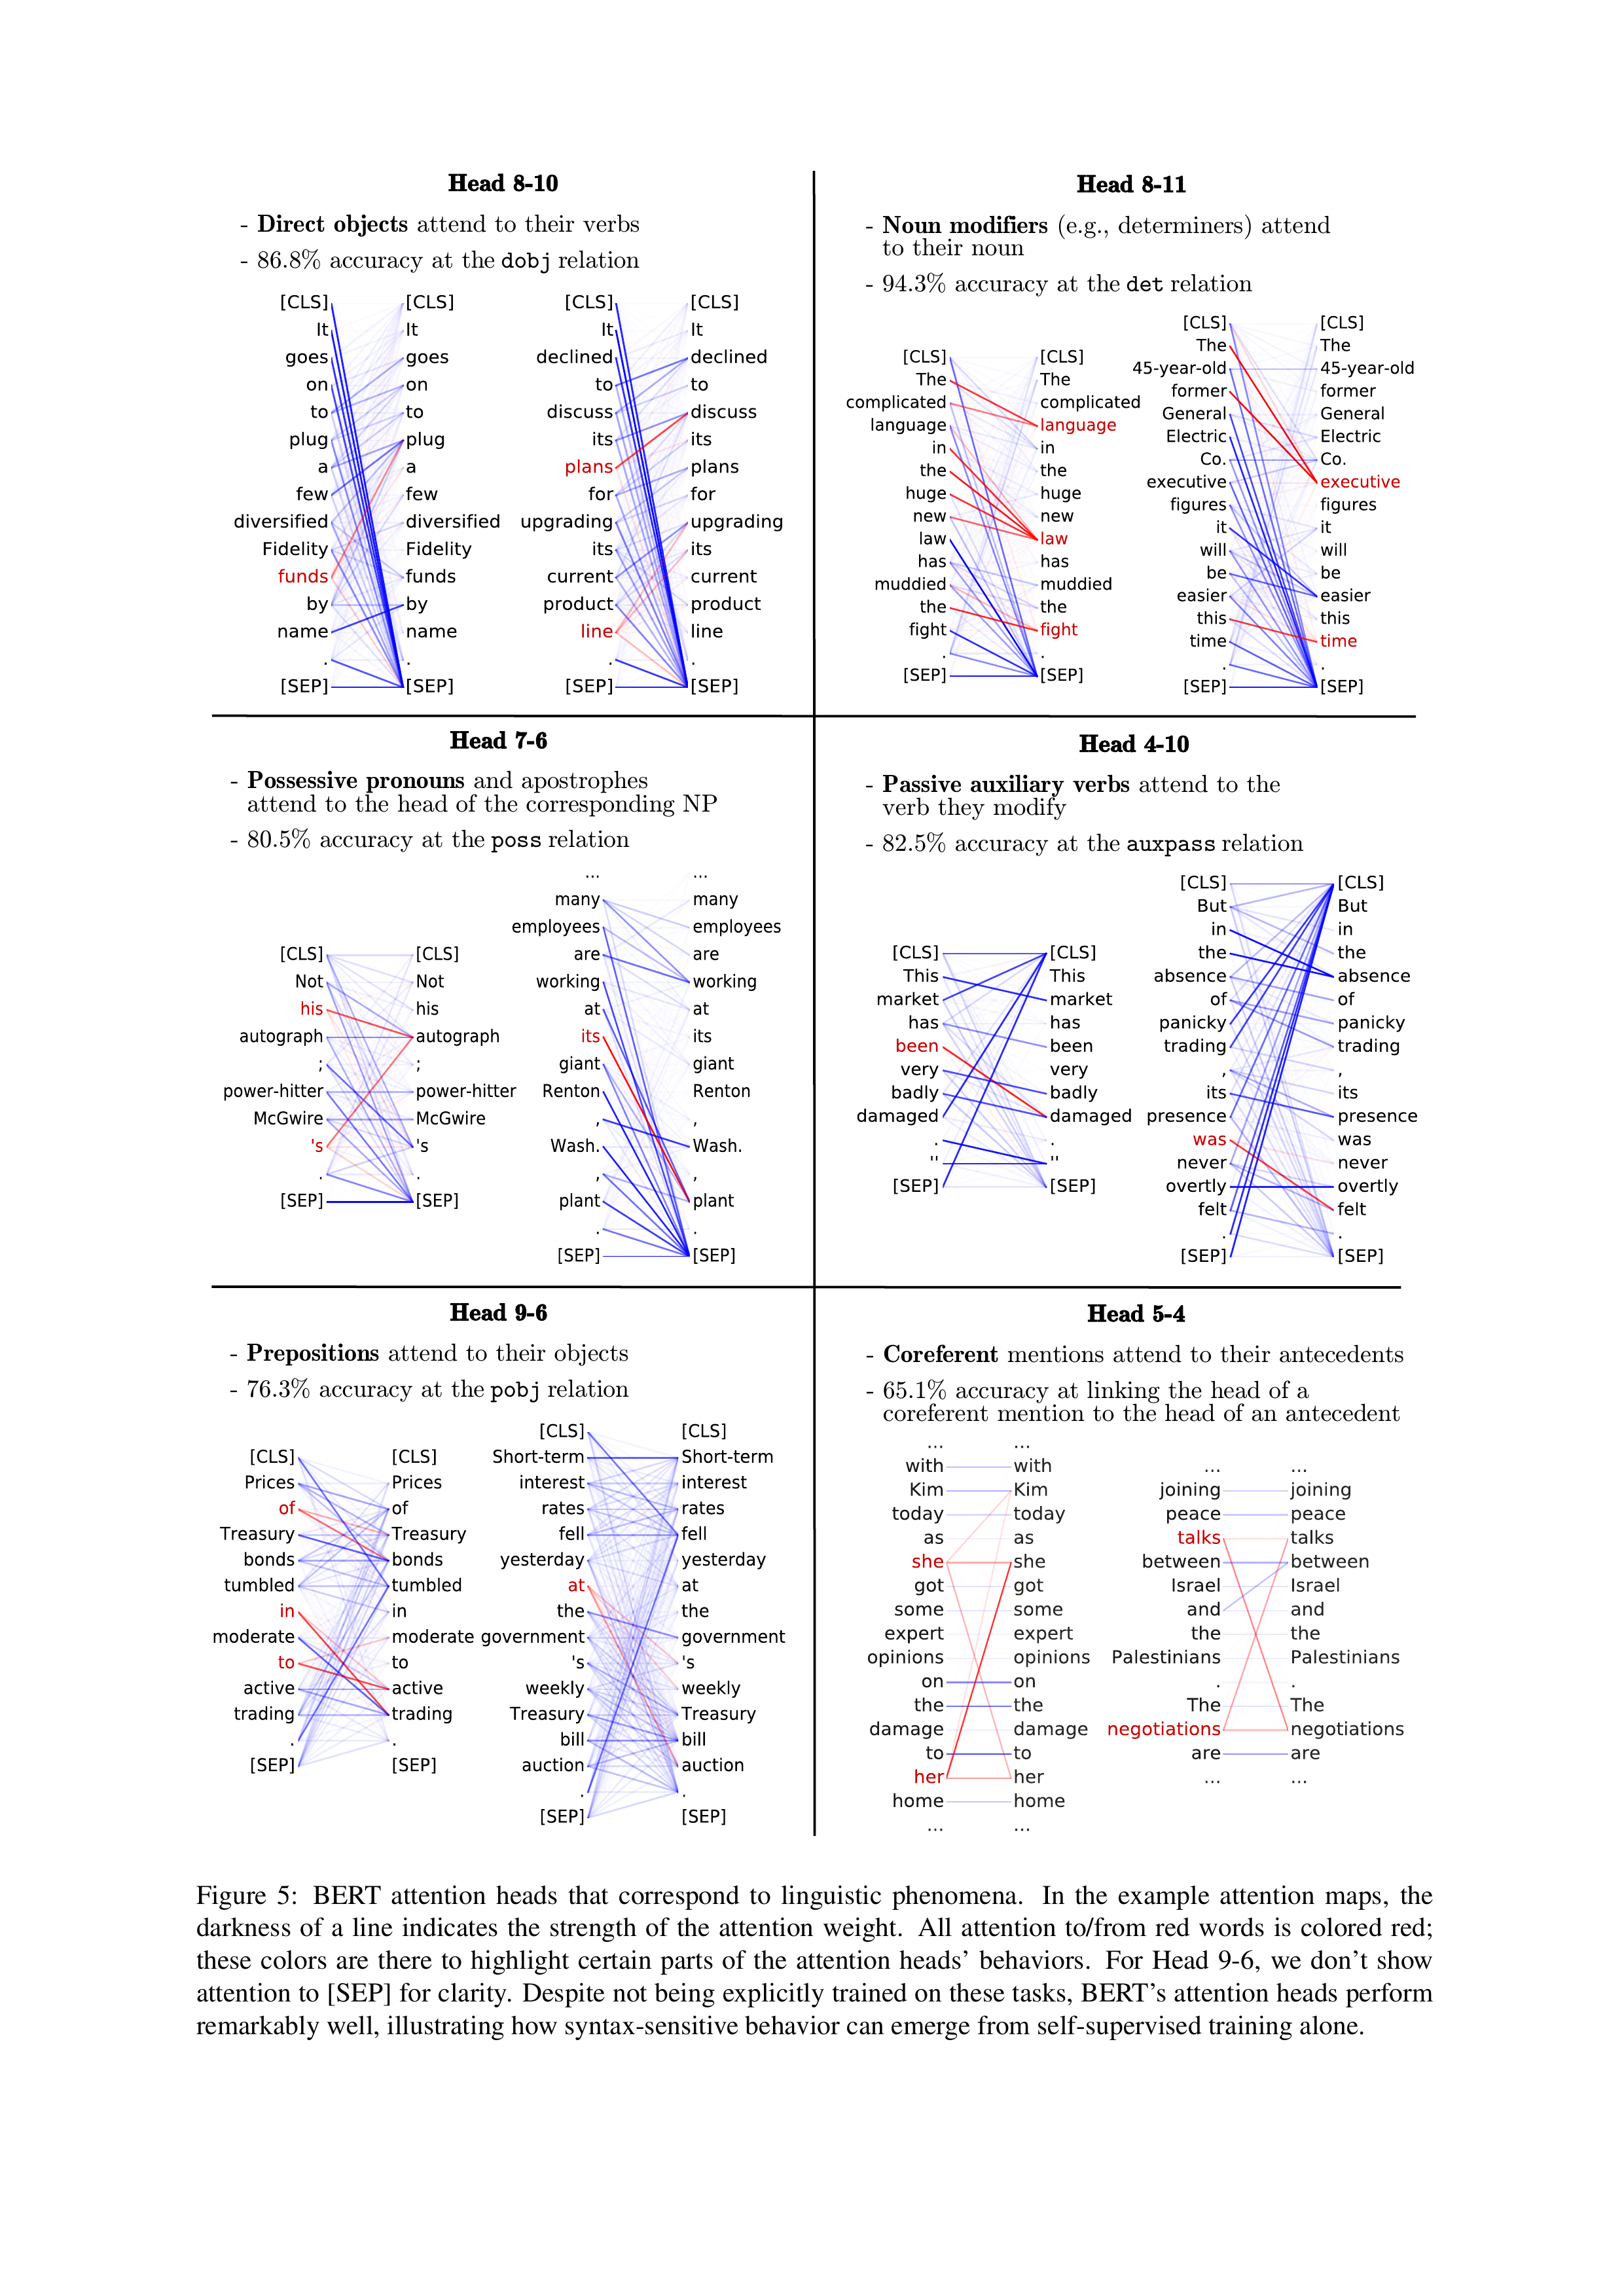 Head 8-10
- Direct objects attend to their verbs
- 86.8% accuracy at the dobj relation
[CLS] [CLS]
It It
goes goes
on on
to to
plug plug
a a
few few
diversified diversified
Fidelity Fidelity
funds funds
by by
name name
. .
[SEP] [SEP]
[CLS] [CLS]
It It
declined declined
to to
discuss discuss
its its
plans plans
for for
upgrading upgrading
its its
current current
product product
line line
. .
[SEP] [SEP]
Head 8-11
- Noun modifiers (e.g., determiners) attend
to their noun
- 94.3% accuracy at the det relation
[CLS] [CLS]
The The
complicated complicated
language language
in in
the the
huge huge
new new
law law
has has
muddied muddied
the the
fight fight
. .
[SEP] [SEP]
[CLS] [CLS]
The The
45-year-old 45-year-old
former former
General General
Electric Electric
Co. Co.
executive executive
figures figures
it it
will will
be be
easier easier
this this
time time
. .
[SEP] [SEP]
Head 7-6
- Possessive pronouns and apostrophes
attend to the head of the corresponding NP
- 80.5% accuracy at the poss relation
[CLS] [CLS]
Not Not
his his
autograph autograph
; ;
power-hitter power-hitter
McGwire McGwire
's 's
. .
[SEP] [SEP]
... ...
many many
employees employees
are are
working working
at at
its its
giant giant
Renton Renton
, ,
Wash. Wash.
, ,
plant plant
. .
[SEP] [SEP]
Head 4-10
- Passive auxiliary verbs attend to the
verb they modify
- 82.5% accuracy at the auxpass relation
[CLS] [CLS]
This This
market market
has has
been been
very very
badly badly
damaged damaged
. .
'' ''
[SEP] [SEP]
[CLS] [CLS]
But But
in in
the the
absence absence
of of
panicky panicky
trading trading
, ,
its its
presence presence
was was
never never
overtly overtly
felt felt
. .
[SEP] [SEP]
Head 9-6
- Prepositions attend to their objects
- 76.3% accuracy at the pobj relation
[CLS] [CLS]
Prices Prices
of of
Treasury Treasury
bonds bonds
tumbled tumbled
in in
moderate moderate
to to
active active
trading trading
. .
[SEP] [SEP]
[CLS] [CLS]
Short-term Short-term
interest interest
rates rates
fell fell
yesterday yesterday
at at
the the
government government
's 's
weekly weekly
Treasury Treasury
bill bill
auction auction
. .
[SEP] [SEP]
Head 5-4
- Coreferent mentions attend to their antecedents
- 65.1% accuracy at linking the head of a
coreferent mention to the head of an antecedent
... ...
with with
Kim Kim
today today
as as
she she
got got
some some
expert expert
opinions opinions
on on
the the
damage damage
to to
her her
home home
... ...
... ...
joining joining
peace peace
talks talks
between between
Israel Israel
and and
the the
Palestinians Palestinians
. .
The The
negotiations negotiations
are are
... ...
Figure 5: BERT attention heads that correspond to linguistic phenomena. In the example attention maps, the
darkness of a line indicates the strength of the attention weight. All attention to/from red words is colored red;
these colors are there to highlight certain parts of the attention heads' behaviors. For Head 9-6, we don't show
attention to [SEP] for clarity. Despite not being explicitly trained on these tasks, BERT's attention heads perform
remarkably well, illustrating how syntax-sensitive behavior can emerge from self-supervised training alone.